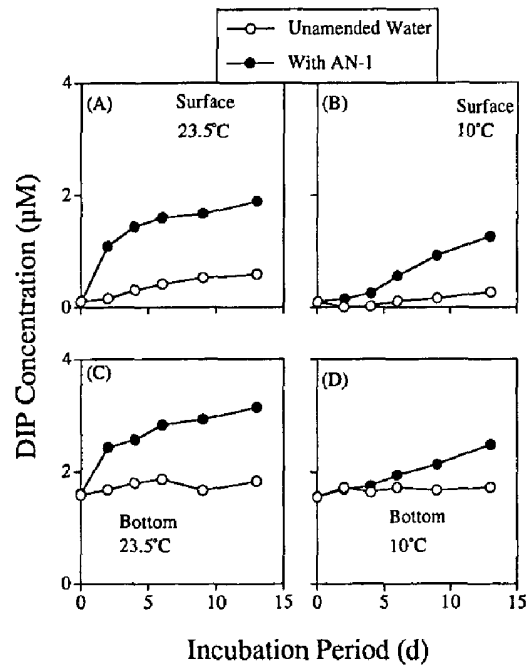 Unamended Water
With AN-1
(A)
Surface
23.5°C
(B)
Surface
10°C
4
2
0
(C)
Bottom
23.5°C
(D)
Bottom
10°C
4
2
0
0 5 10 15 0 5 10 15
DIP Concentration (µM)
Incubation Period (d)